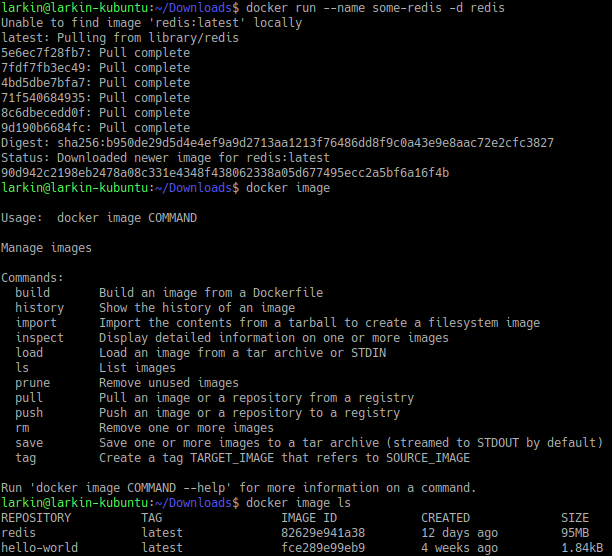 larkin@larkin-kubuntu:~/Downloads$ docker run --name some-redis -d redis
Unable to find image 'redis:latest' locally
latest: Pulling from library/redis
5e6ec7f28fb7: Pull complete
7fdf7fb3ec49: Pull complete
4bd5dbe7bfa7: Pull complete
71f540684935: Pull complete
8c6dbecedd0f: Pull complete
9d190b6684fc: Pull complete
Digest: sha256:b950de29d5d4e4ef9a9d2713aa1213f76486dd8f9c0a43e9e8aac72e2cfc3827
Status: Downloaded newer image for redis:latest
90d942c2198eb2478a08c331e4348f438062338a05d677495ecc2a5bf6a16f4b
larkin@larkin-kubuntu:~/Downloads$ docker image
Usage:  docker image COMMAND
Manage images
Commands:
  build       Build an image from a Dockerfile
  history     Show the history of an image
  import      Import the contents from a tarball to create a filesystem image
  inspect     Display detailed information on one or more images
  load        Load an image from a tar archive or STDIN
  ls          List images
  prune       Remove unused images
  pull        Pull an image or a repository from a registry
  push        Push an image or a repository to a registry
  rm          Remove one or more images
  save        Save one or more images to a tar archive (streamed to STDOUT by default)
  tag         Create a tag TARGET_IMAGE that refers to SOURCE_IMAGE
Run 'docker image COMMAND --help' for more information on a command.
larkin@larkin-kubuntu:~/Downloads$ docker image ls
REPOSITORY          TAG                 IMAGE ID            CREATED             SIZE
redis               latest              82629e941a38        12 days ago         95MB
hello-world         latest              fce289e99eb9        4 weeks ago         1.84kB